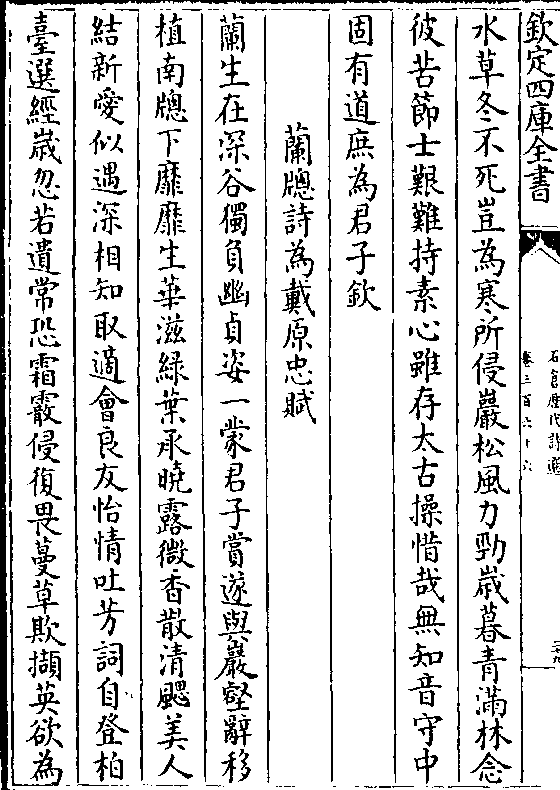 欽定四庫全書
石倉歷代詩選
卷三百六十六
水草冬不死豈為寒所侵巖松風力勁歳暮青滿林念
彼苦節士艱難持素心雖存太古操惜哉無知音守中
固有道庶為君子欽
蘭牕詩為戴原忠賦
蘭生在深谷獨負幽貞姿一蒙君子賞遂與巖壑辭移
植南牕下靡靡生華滋緑葉承曉露微香散清颸美人
結新愛似遇深相知取適會良友怡情吐芳詞自登柏
臺選經歳忽若遺常恐霜霰侵復畏蔓草欺擷英欲為